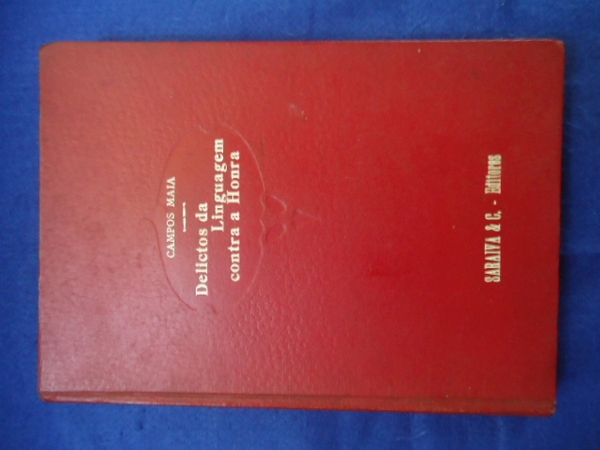 CAMPOS MAIA
Delictos da
Linguagem
contra a Honra
SARAIVA & C. - Editores